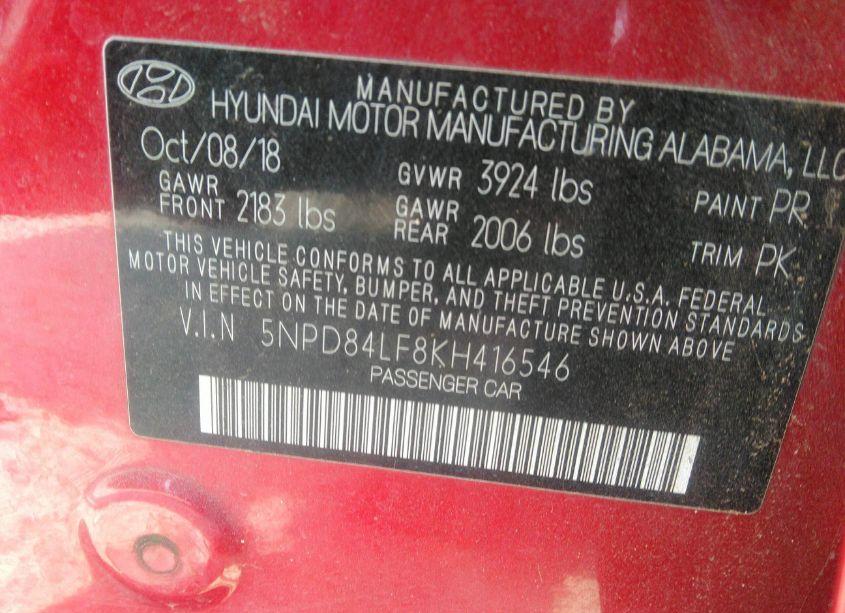 MANUFACTURED BY
HYUNDAI MOTOR MANUFACTURING ALABAMA, LLC
Oct/08/18 GVWR 3924 lbs PAINT PR
GAWR FRONT 2183 lbs GAWR REAR 2006 lbs TRIM PK
THIS VEHICLE CONFORMS TO ALL APPLICABLE U.S.A. FEDERAL
MOTOR VEHICLE SAFETY, BUMPER, AND THEFT PREVENTION STANDARDS
IN EFFECT ON THE DATE OF MANUFACTURE SHOWN ABOVE
V.I.N 5NPD84LF8KH416546
PASSENGER CAR